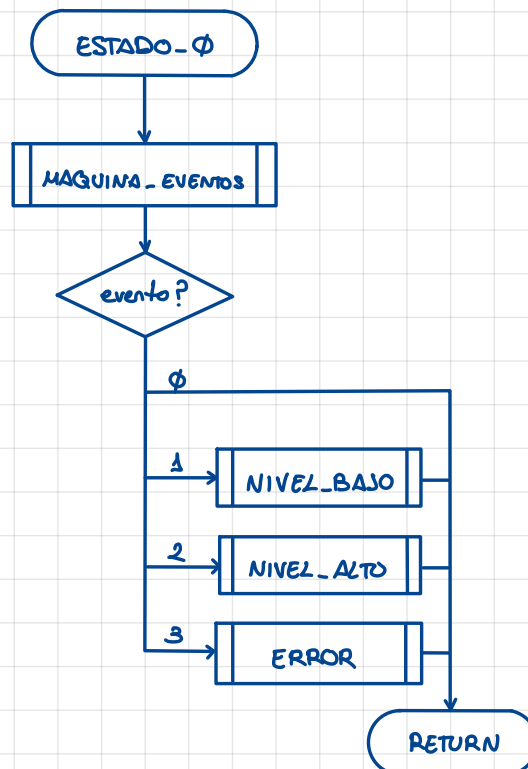 ESTADO_Ø
MAQUINA_EVENTOS
evento?
Ø
1
NIVEL_BAJO
2
NIVEL_ALTO
3
ERROR
RETURN